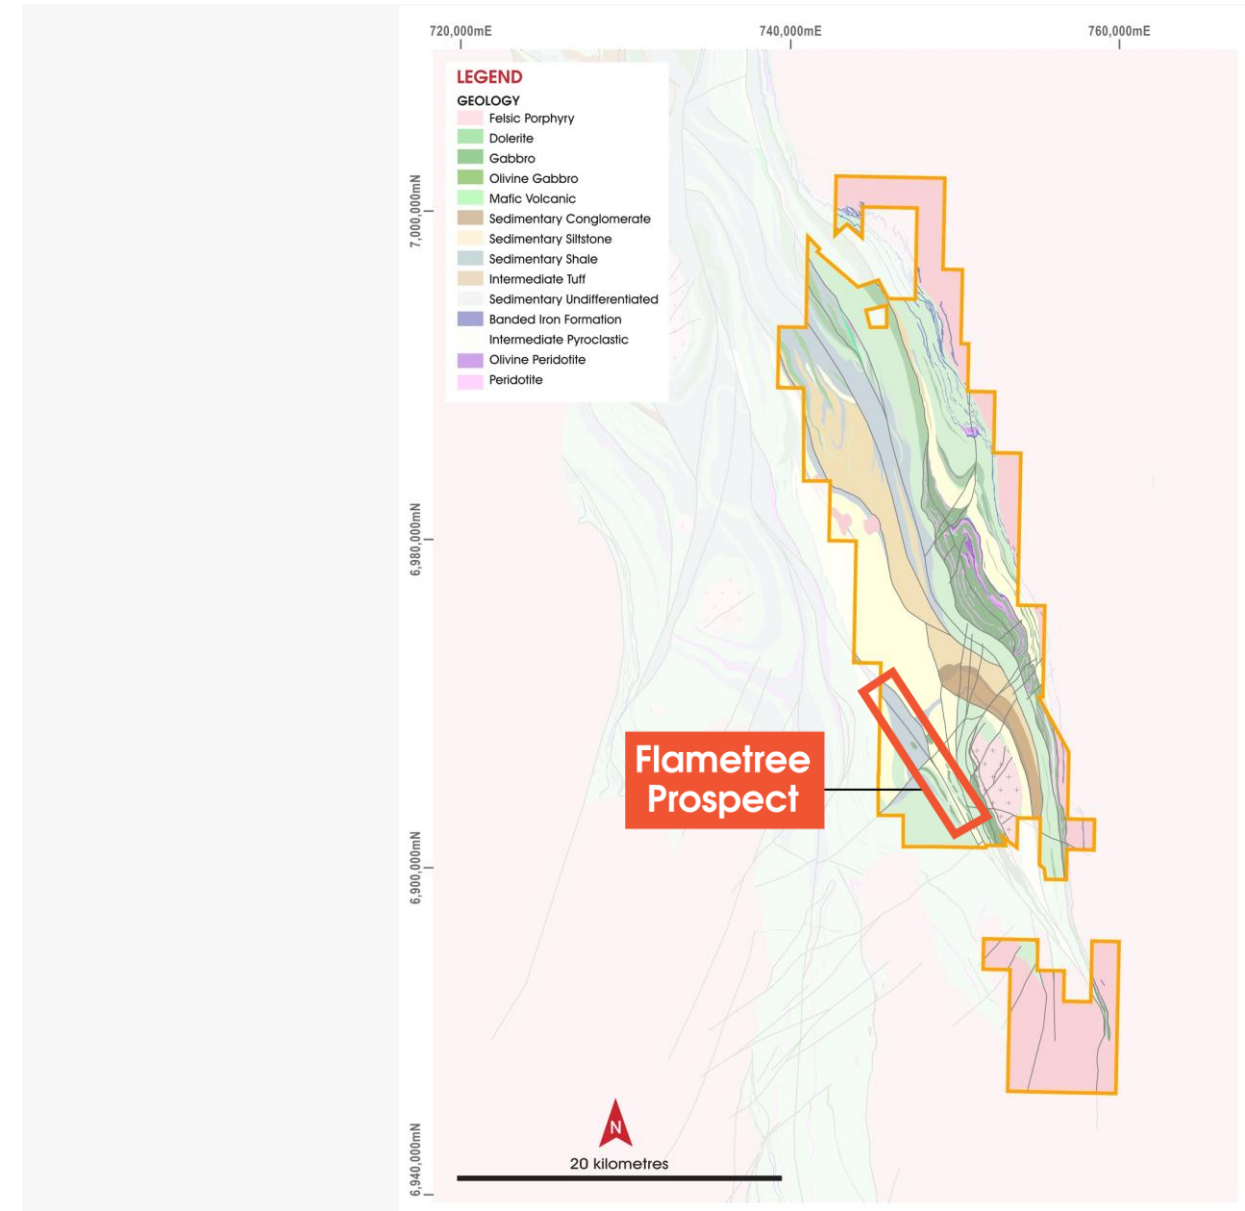 720,000mE
740,000mE
760,000mE
LEGEND
GEOLOGY
Felsic Porphyry
Dolerite
Gabbro
Olivine Gabbro
Mafic Volcanic
Sedimentary Conglomerate
Sedimentary Siltstone
Sedimentary Shale
Intermediate Tuff
Sedimentary Undifferentiated
Banded Iron Formation
Intermediate Pyroclastic
Olivine Peridotite
Peridotite
7,000,000mN
6,980,000mN
Flametree
Prospect
6,900,000mN
6,940,000mN
N
20 kilometres